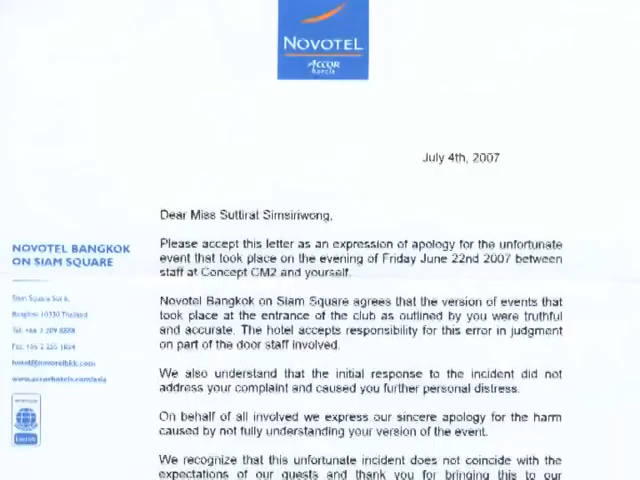 NOVOTEL
ACCOR
hotels
July 4th, 2007
Dear Miss Suttirat Simsiriwong,
Please accept this letter as an expression of apology for the unfortunate
event that took place on the evening of Friday June 22nd 2007 between
staff at Concept CM2 and yourself.
Novotel Bangkok on Siam Square agrees that the version of events that
took place at the entrance of the club as outlined by you were truthful
and accurate. The hotel accepts responsibility for this error in judgment
on part of the door staff involved.
We also understand that the initial response to the incident did not
address your complaint and caused you further personal distress.
On behalf of all involved we express our sincere apology for the harm
caused by not fully understanding your version of the event.
We recognize that this unfortunate incident does not coincide with the
expectations of our guests and thank you for bringing this to our
NOVOTEL BANGKOK
ON SIAM SQUARE
Siam Square Soi 6,
Bangkok 10330 Thailand